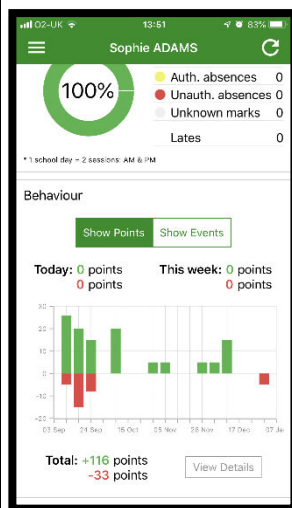 O2-UK 13:51 83%
Sophie ADAMS
100%
Auth. absences 0
Unauth. absences 0
Unknown marks 0
Lates 0
* 1 school day = 2 sessions: AM & PM
Behaviour
Show Points Show Events
Today: 0 points This week: 0 points
0 points 0 points
30
20
10
0
-10
-20
03 Sep 24 Sep 15 Oct 05 Nov 26 Nov 17 Dec 07 Ja
Total: +116 points
-33 points
View Details